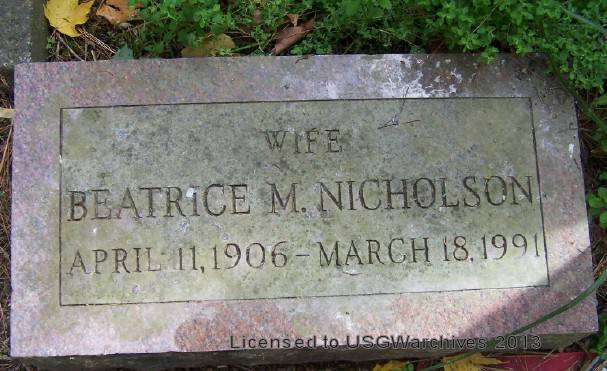 WIFE
BEATRICE M. NICHOLSON
APRIL 11, 1906 - MARCH 18, 1991
Licensed to USGWarchives 2013